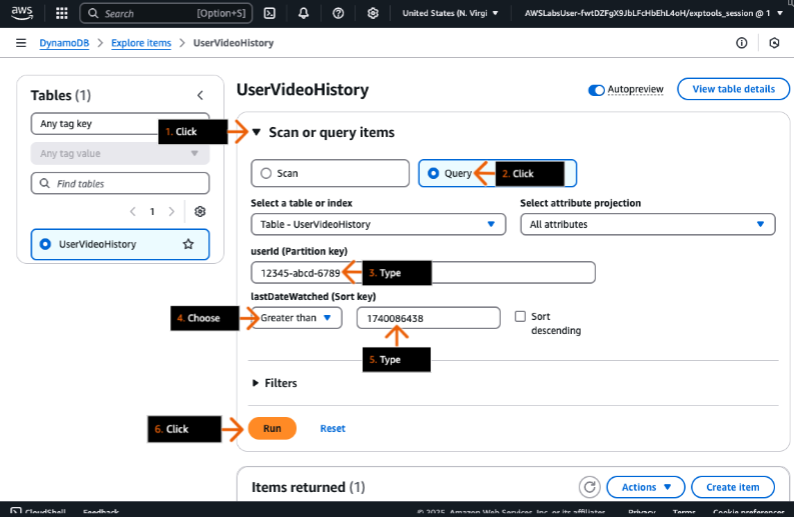 aws
Search [Option+S]
United States (N. Virgi
AWSLabsUser-fwtDZFgX9JbLFcHbEhL4oH/exptools_session @ 1
DynamoDB > Explore items > UserVideoHistory
Tables (1)
Any tag key
Any tag value
Find tables
1
UserVideoHistory
UserVideoHistory
Autopreview
View table details
1. Click
Scan or query items
Scan
Query
2. Click
Select a table or index
Select attribute projection
Table - UserVideoHistory
All attributes
userId (Partition key)
12345-abcd-6789
3. Type
lastDateWatched (Sort key)
4. Choose
Greater than
1740086438
Sort
descending
5. Type
Filters
6. Click
Run
Reset
Items returned (1)
Actions
Create item
CloudShell Feedback
© 2025, Amazon Web Services, Inc. or its affiliates. Privacy Terms Cookie preferences